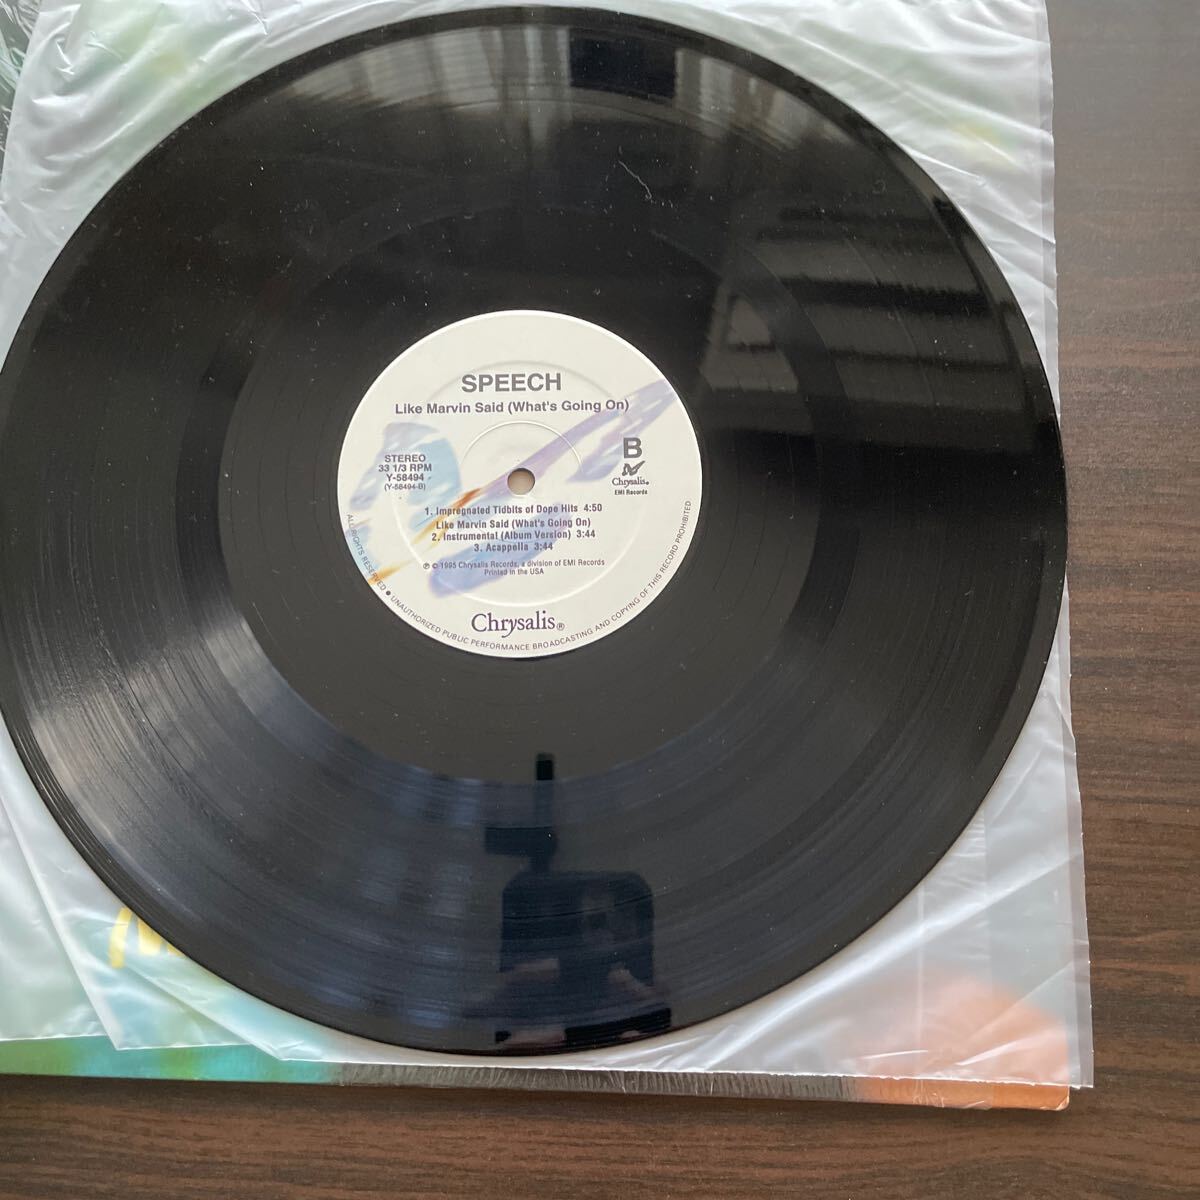 SPEECH
Like Marvin Said (What's Going On)
STEREO
33 1/3 RPM
Y-58494
(Y-58494-B)
B
Chrysalis®
EMI Records
1. Impregnated Tidbits of Dope Hits 4:50
Like Marvin Said (What's Going On)
2. Instrumental (Album Version) 3:44
3. Acappella 3:44
℗ © 1995 Chrysalis Records, a division of EMI Records
Printed in the USA
Chrysalis®
ALL RIGHTS RESERVED ● UNAUTHORIZED PUBLIC PERFORMANCE BROADCASTING AND COPYING OF THIS RECORD PROHIBITED